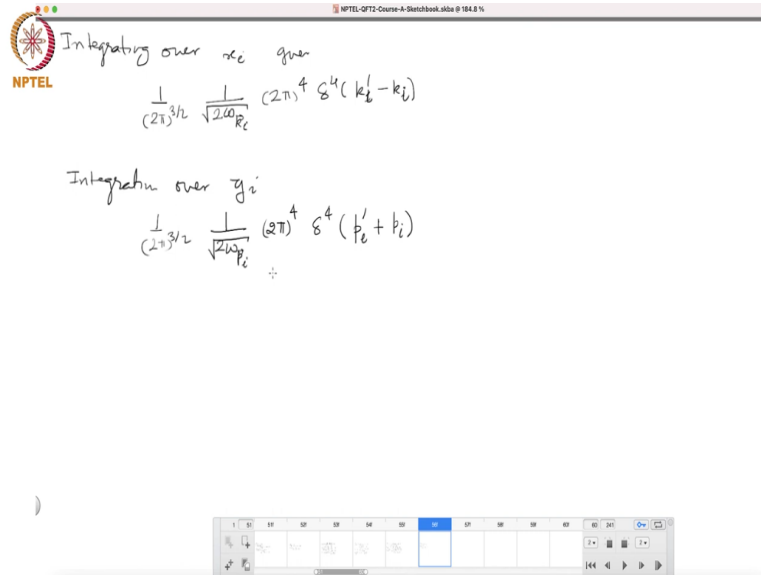 NPTEL-QFT2-Course-A-Sketchbook.skba @ 184.8 %
NPTEL
Integrating over x_i gives
1/(2π)^{3/2} 1/√(2ω_{k_i}) (2π)^4 δ^4(k_i' - k_i)
Integration over y_i
1/(2π)^{3/2} 1/√(2ω_{p_i}) (2π)^4 δ^4(p_i' + p_i)